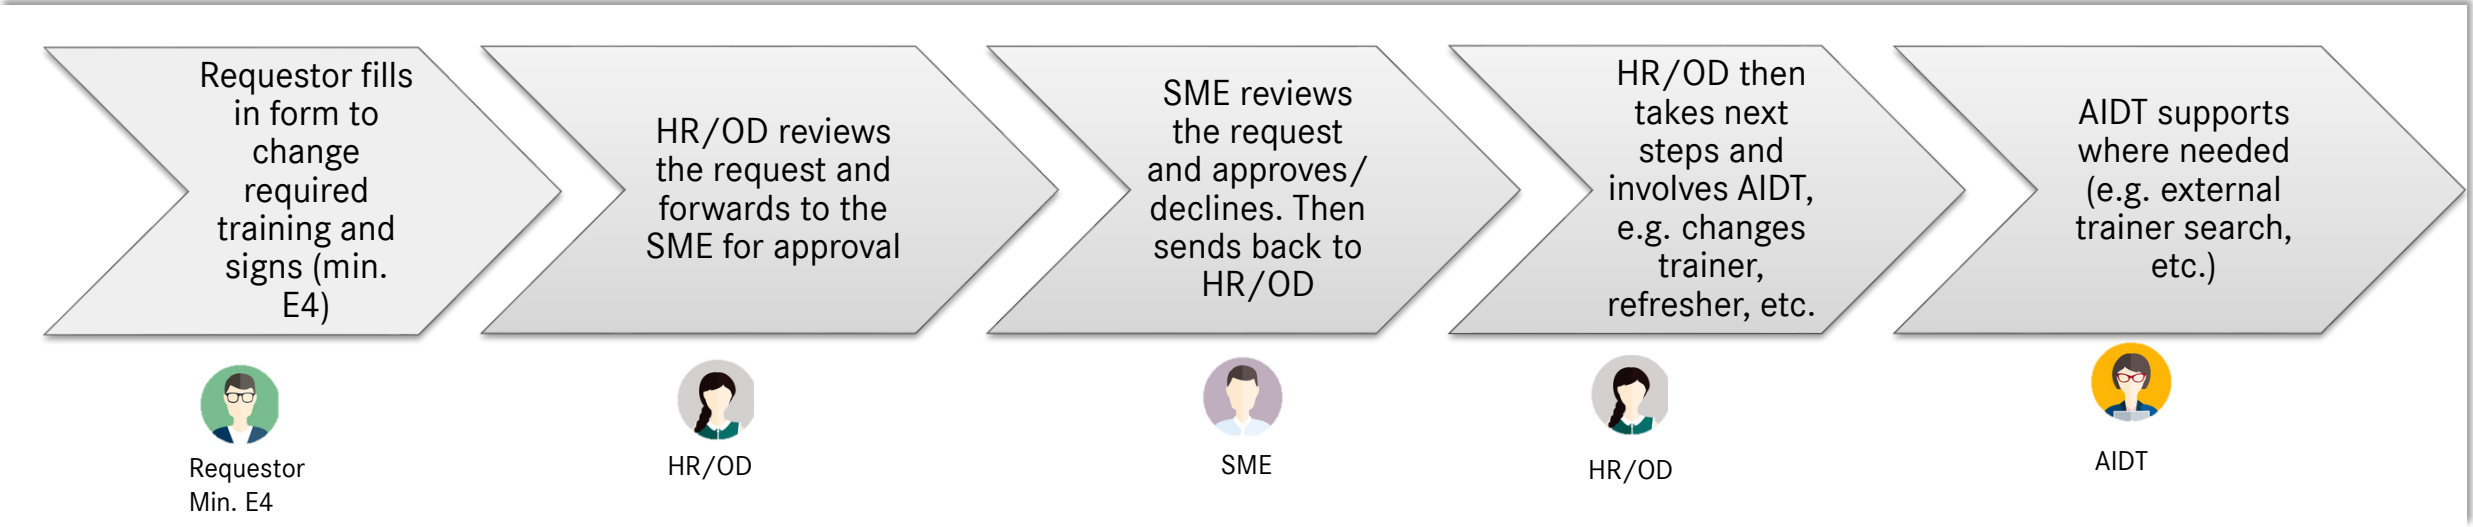 Requestor fills
in form to
change
required
training and
signs (min.
E4)
HR/OD reviews
the request and
forwards to the
SME for approval
SME reviews
the request
and approves/
declines. Then
sends back to
HR/OD
HR/OD then
takes next
steps and
involves AIDT,
e.g. changes
trainer,
refresher, etc.
AIDT supports
where needed
(e.g. external
trainer search,
etc.)
Requestor
Min. E4
HR/OD
SME
HR/OD
AIDT